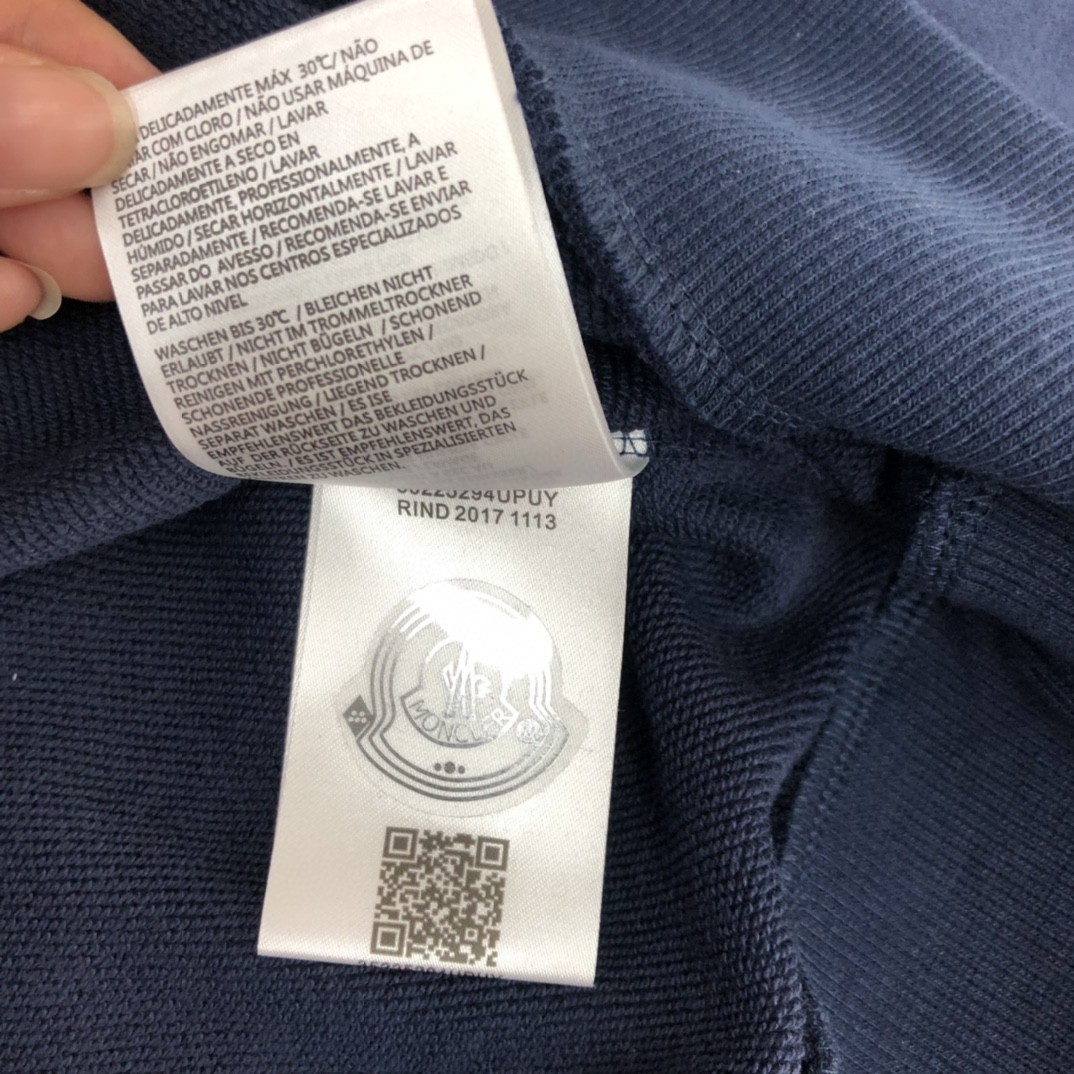 DELICADAMENTE MÁX 30℃/ NÃO
COM CLORO / NÃO USAR MÁQUINA DE
SECAR / NÃO ENGOMAR / LAVAR
DELICADAMENTE A SECO EN
TETRACLOROETILENO / LAVAR
DELICADAMENTE, PROFISSIONALMENTE, A
HÚMIDO / SECAR HORIZONTALMENTE / LAVAR
SEPARADAMENTE / RECOMENDA-SE LAVAR E
PASSAR DO AVESSO / RECOMENDA-SE ENVIAR
PARA LAVAR NOS CENTROS ESPECIALIZADOS
DE ALTO NIVEL
WASCHEN BIS 30℃ / BLEICHEN NICHT
ERLAUBT / NICHT IM TROMMELTROCKNER
TROCKNEN / NICHT BÜGELN / SCHONEND
REINIGEN MIT PERCHLORETHYLEN /
SCHONENDE PROFESSIONELLE
NASSREINIGUNG / LIEGEND TROCKNEN /
SEPARAT WASCHEN / ES ISE
EMPFEHLENSWERT DAS BEKLEIDUNGSSTÜCK
AUF DER RÜCKSEITE ZU WASCHEN UND
BÜGELN. / ES IST EMPFEHLENSWERT, DAS
IN SPEZIALISIERTEN
ZU WASCHEN.
RIND 2017 1113
MONCLER